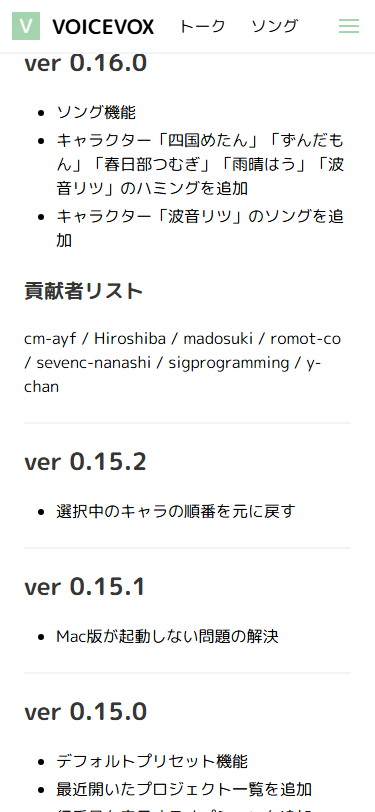 V VOICEVOX トーク ソング
ver 0.16.0
ソング機能
キャラクター「四国めたん」「ずんだも
ん」「春日部つむぎ」「雨晴はう」「波
音リツ」のハミングを追加
キャラクター「波音リツ」のソングを追
加
貢献者リスト
cm-ayf / Hiroshiba / madosuki / romot-co
/ sevenc-nanashi / sigprogramming / y-
chan
ver 0.15.2
選択中のキャラの順番を元に戻す
ver 0.15.1
Mac版が起動しない問題の解決
ver 0.15.0
デフォルトプリセット機能
最近開いたプロジェクト一覧を追加